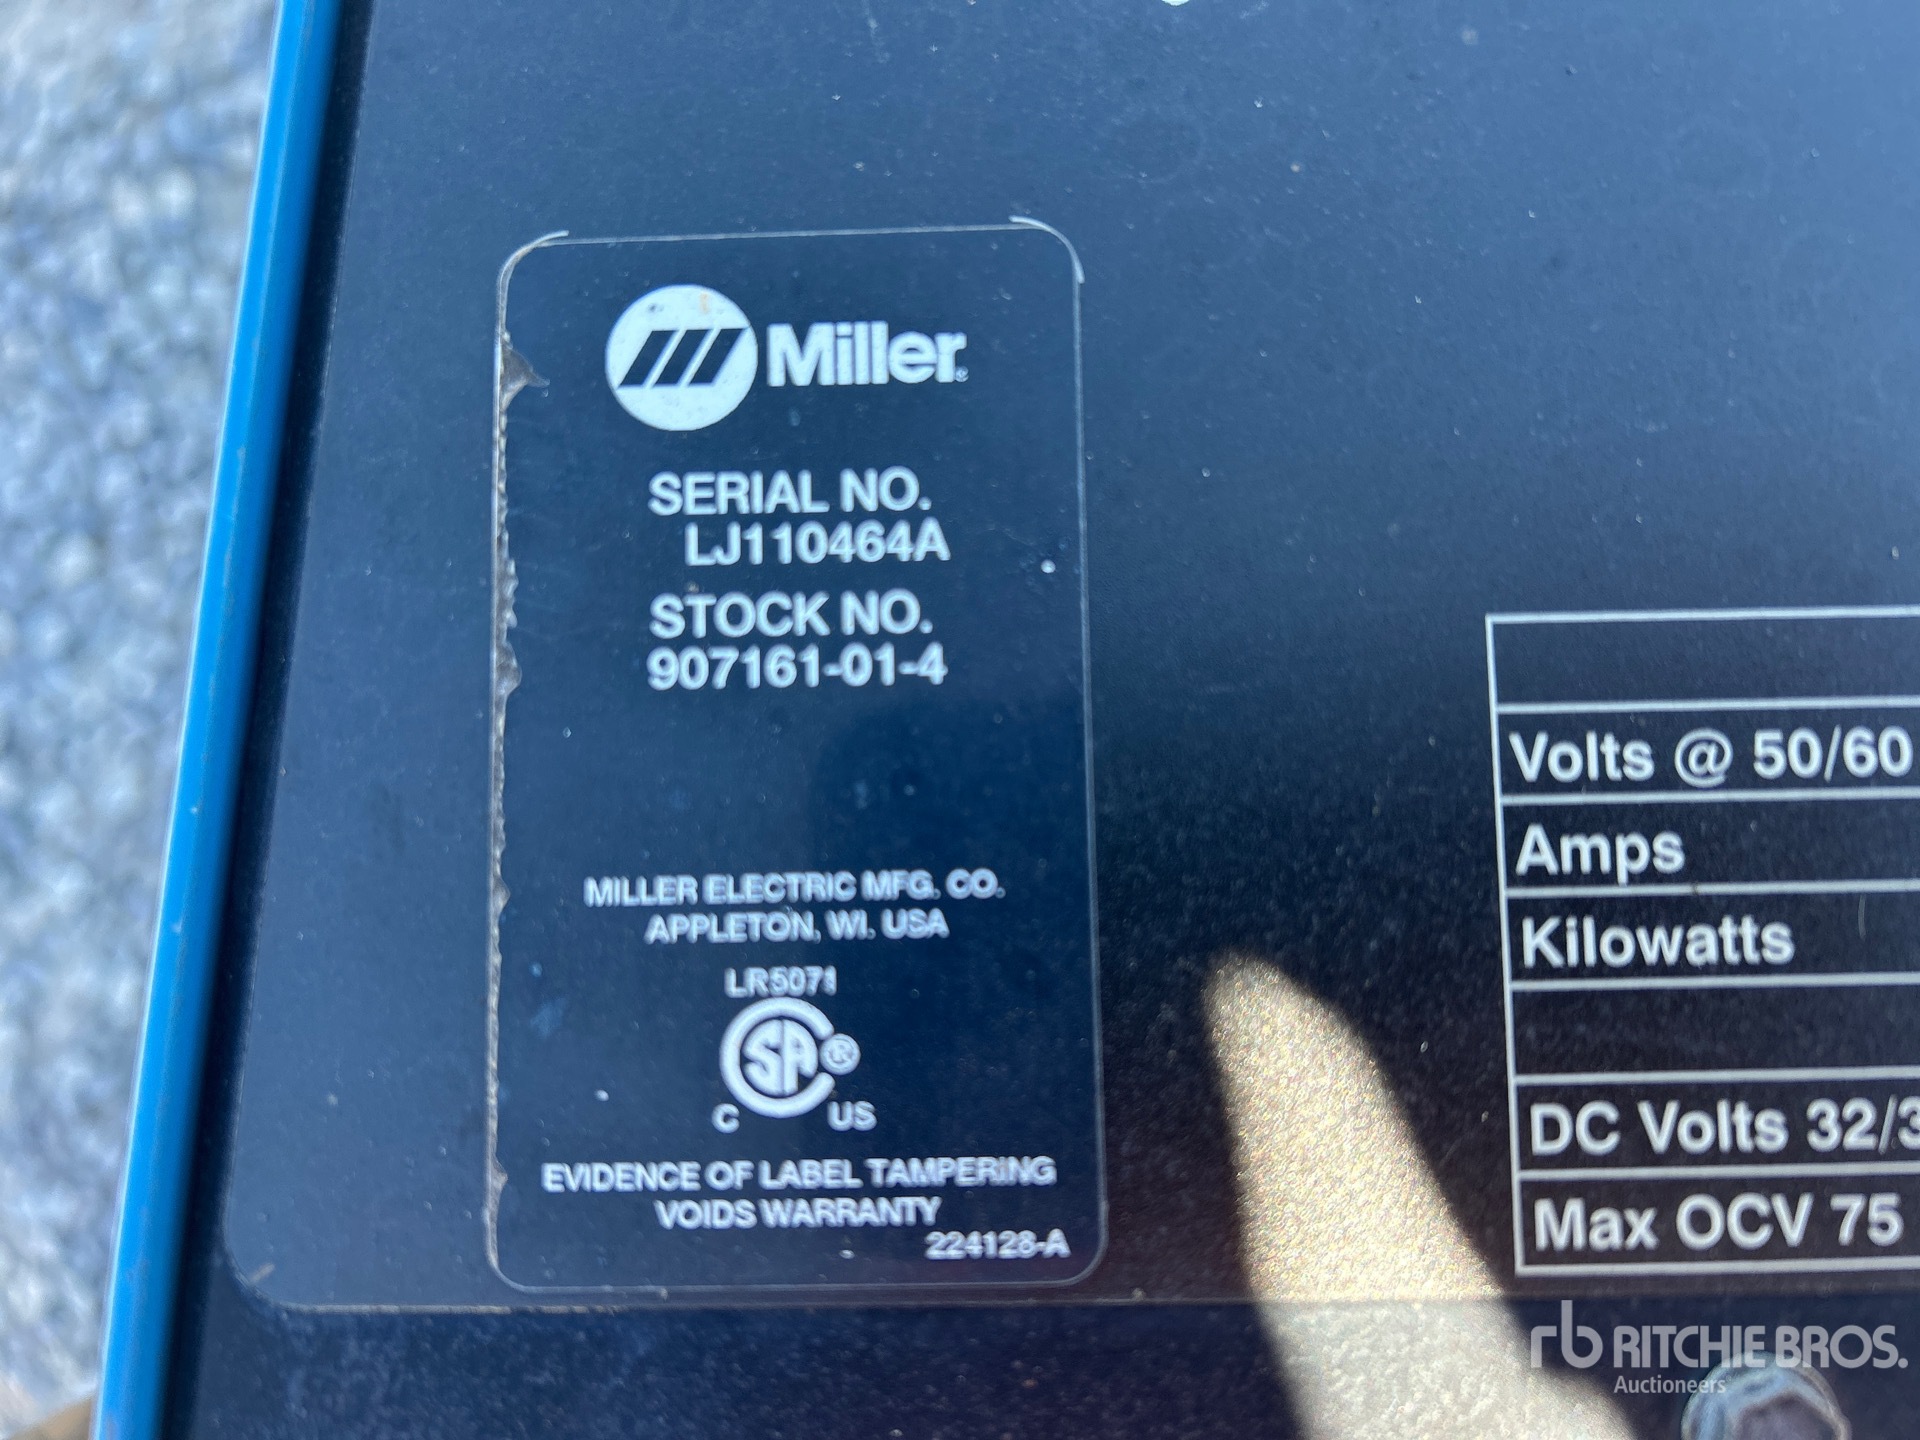 Miller®
SERIAL NO.
LJ110464A
STOCK NO.
907161-01-4
MILLER ELECTRIC MFG. CO.
APPLETON, WI. USA
LR5071
CSA®
C US
EVIDENCE OF LABEL TAMPERING
VOIDS WARRANTY
224128-A
Volts @ 50/60
Amps
Kilowatts
DC Volts 32/3
Max OCV 75
rb RITCHIE BROS.
Auctioneers